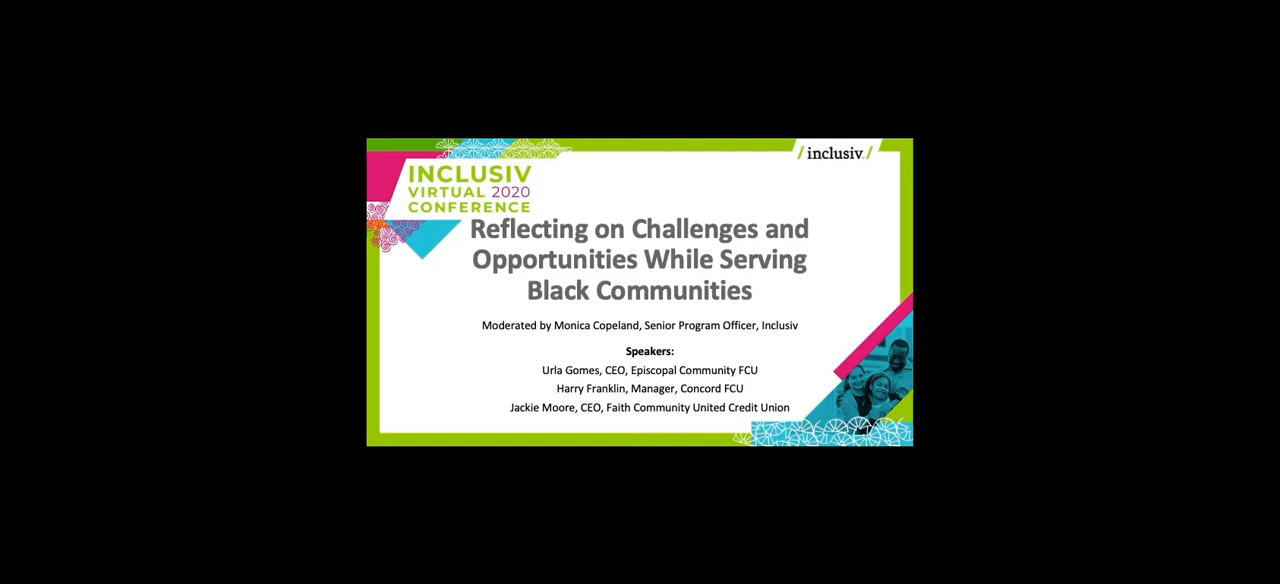 / inclusiv /
INCLUSIV
VIRTUAL 2020
CONFERENCE
Reflecting on Challenges and
Opportunities While Serving
Black Communities
Moderated by Monica Copeland, Senior Program Officer, Inclusiv
Speakers:
Urla Gomes, CEO, Episcopal Community FCU
Harry Franklin, Manager, Concord FCU
Jackie Moore, CEO, Faith Community United Credit Union